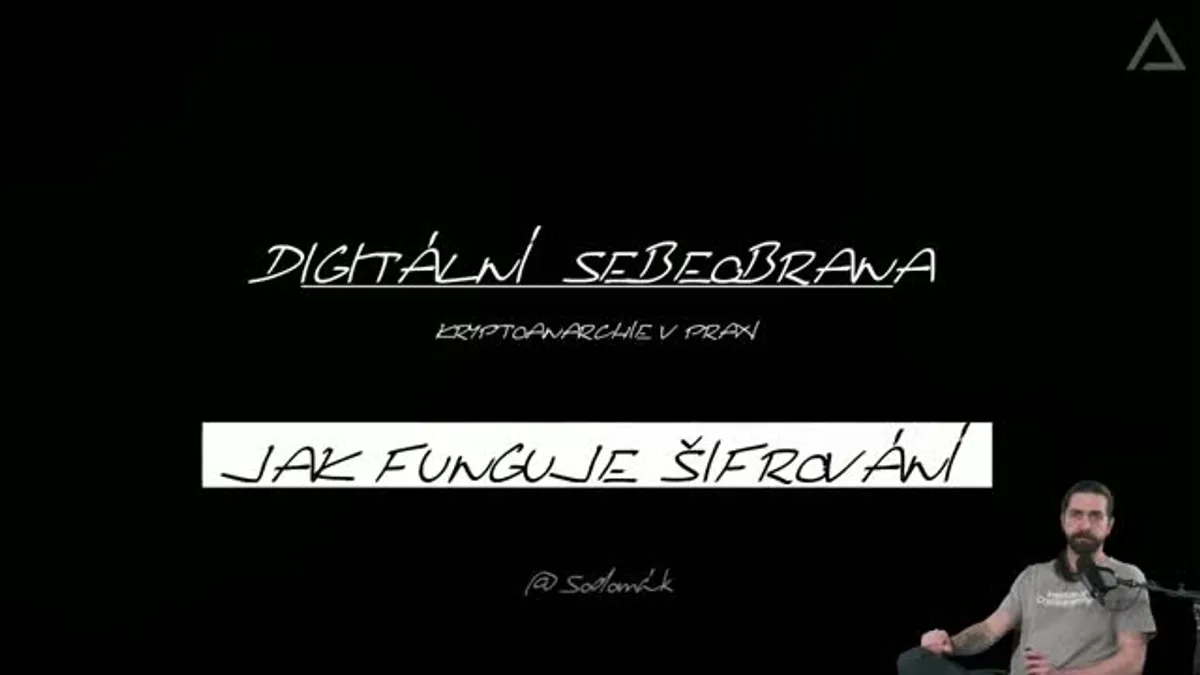 DIGITÁLNÍ SEBEOBRANA
KRYPTOANARCHIE V PRAXI
JAK FUNGUJE ŠIFROVÁNÍ
@Sodomák